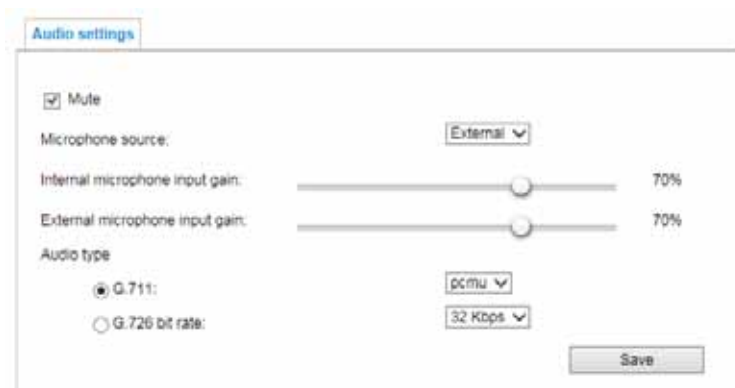 Audio settings
Mute
Microphone source: External
Internal microphone input gain: 70%
External microphone input gain: 70%
Audio type
G.711: pcmu
G.726 bit rate: 32 Kbps
Save